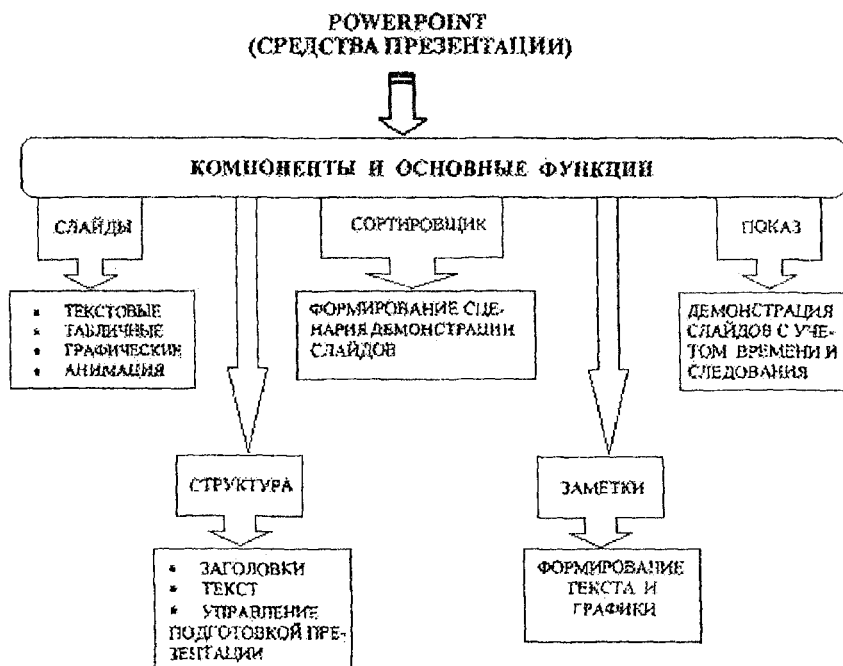 POWERPOINT
(СРЕДСТВА ПРЕЗЕНТАЦИИ)
КОМПОНЕНТЫ И ОСНОВНЫЕ ФУНКЦИИ
СЛАЙДЫ
СОРТИРОВЩИК
ПОКАЗ
▪ ТЕКСТОВЫЕ
▪ ТАБЛИЧНЫЕ
▪ ГРАФИЧЕСКИЕ
▪ АНИМАЦИЯ
ФОРМИРОВАНИЕ СЦЕ-
НАРИЯ ДЕМОНСТРАЦИИ
СЛАЙДОВ
ДЕМОНСТРАЦИЯ
СЛАЙДОВ С УЧЕ-
ТОМ ВРЕМЕНИ И
СЛЕДОВАНИЯ
СТРУКТУРА
ЗАМЕТКИ
▪ ЗАГОЛОВКИ
▪ ТЕКСТ
▪ УПРАВЛЕНИЕ
ПОДГОТОВКОЙ ПРЕ-
ЗЕНТАЦИИ
ФОРМИРОВАНИЕ
ТЕКСТА И
ГРАФИКИ